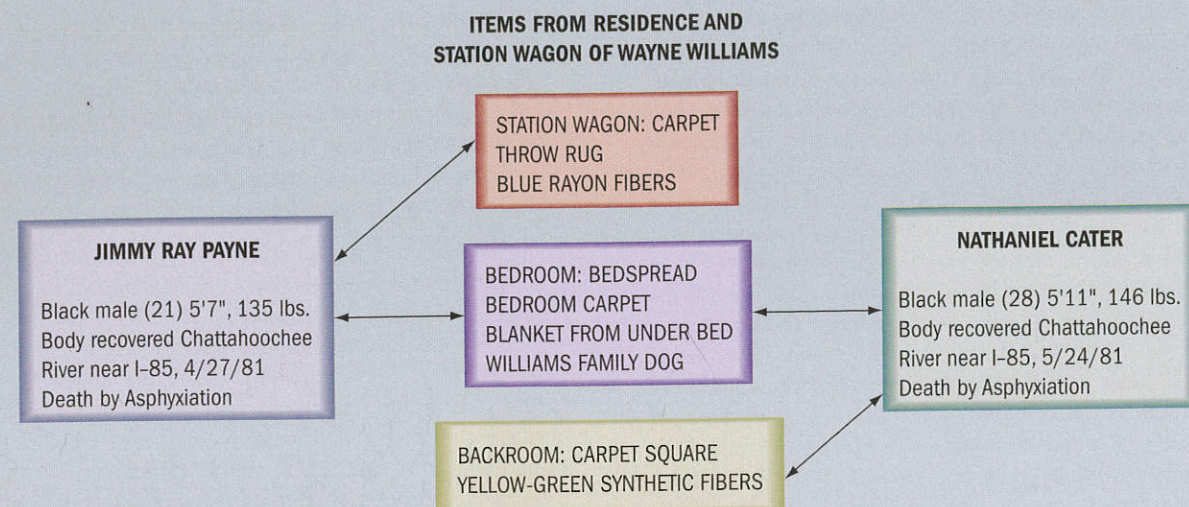 ITEMS FROM RESIDENCE AND
STATION WAGON OF WAYNE WILLIAMS
STATION WAGON: CARPET
THROW RUG
BLUE RAYON FIBERS
JIMMY RAY PAYNE
Black male (21) 5'7", 135 lbs.
Body recovered Chattahoochee
River near I–85, 4/27/81
Death by Asphyxiation
BEDROOM: BEDSPREAD
BEDROOM CARPET
BLANKET FROM UNDER BED
WILLIAMS FAMILY DOG
NATHANIEL CATER
Black male (28) 5'11", 146 lbs.
Body recovered Chattahoochee
River near I–85, 5/24/81
Death by Asphyxiation
BACKROOM: CARPET SQUARE
YELLOW-GREEN SYNTHETIC FIBERS